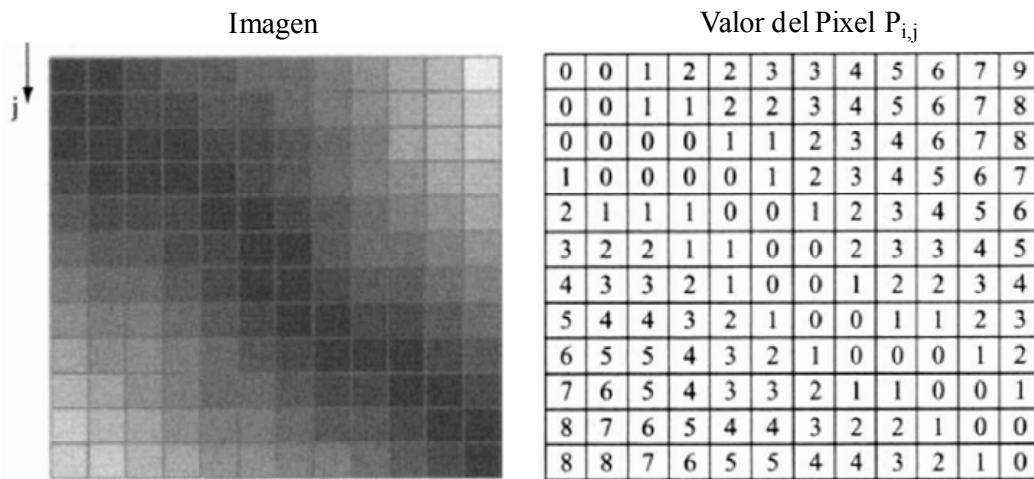 Imagen
Valor del Pixel Pi,j
j
0 0 1 2 2 3 3 4 5 6 7 9
0 0 1 1 2 2 3 4 5 6 7 8
0 0 0 0 1 1 2 3 4 6 7 8
1 0 0 0 0 1 2 3 4 5 6 7
2 1 1 1 0 0 1 2 3 4 5 6
3 2 2 1 1 0 0 2 3 3 4 5
4 3 3 2 1 0 0 1 2 2 3 4
5 4 4 3 2 1 0 0 1 1 2 3
6 5 5 4 3 2 1 0 0 0 1 2
7 6 5 4 3 3 2 1 1 0 0 1
8 7 6 5 4 4 3 2 2 1 0 0
8 8 7 6 5 5 4 4 3 2 1 0